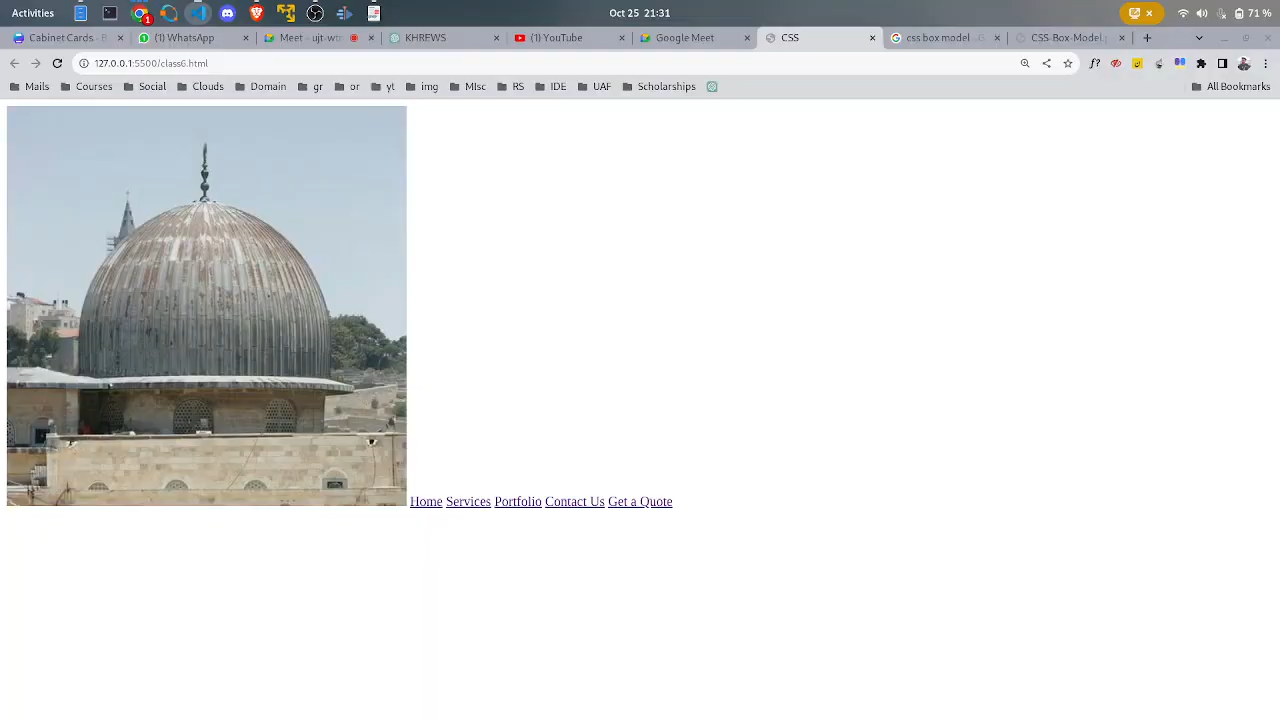 Activities
Oct 25 21:31
71 %
Cabinet Cards - B
(1) WhatsApp
Meet – ujt-wtr
KHREWS
(1) YouTube
Google Meet
CSS
css box model - G
CSS-Box-Model.
127.0.0.1:5500/class6.html
f?
Mails
Courses
Social
Clouds
Domain
gr
or
yt
img
MIsc
RS
IDE
UAF
Scholarships
All Bookmarks
Home Services Portfolio Contact Us Get a Quote